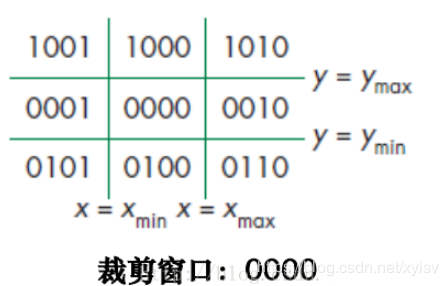 1001 1000 1010
y = ymax
0001 0000 0010
y = ymin
0101 0100 0110
x = xmin x = xmax
裁剪窗口：0000